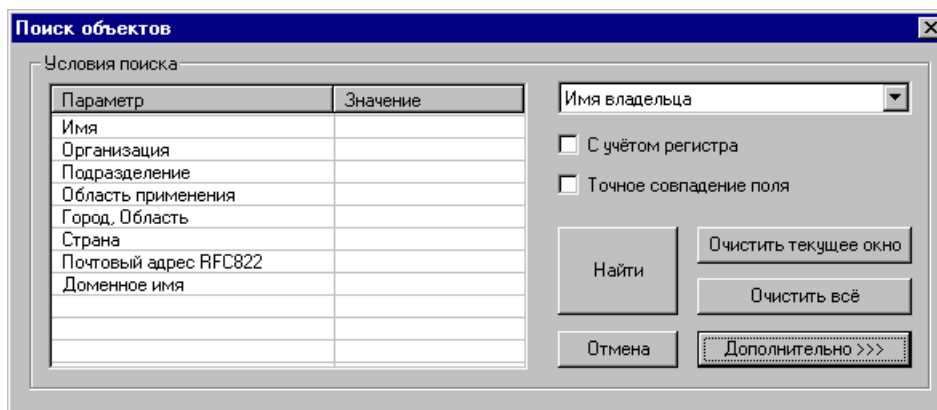 Поиск объектов
Условия поиска
Параметр Значение
Имя
Организация
Подразделение
Область применения
Город, Область
Страна
Почтовый адрес RFC822
Доменное имя
Имя владельца
С учётом регистра
Точное совпадение поля
Найти
Очистить текущее окно
Очистить всё
Отмена
Дополнительно >>>